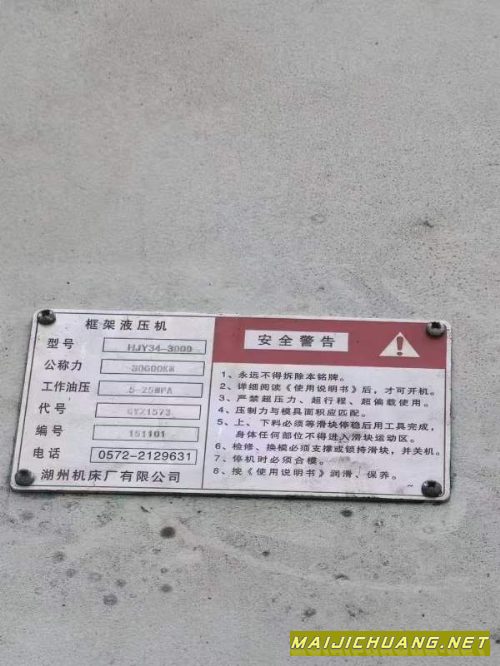 框架液压机
型号 HJY34-3000
公称力 30000KN
工作油压 5-25MPA
代号
编号 151101
电话 0572-2129631
湖州机床厂有限公司
安全警告
1、永远不得拆除本铭牌。
2、详细阅读《使用说明书》后，才可开机。
3、严禁超压力、超行程、超偏载使用。
4、压制力与模具面积应匹配。
5、上、下料必须等滑块停稳后用工具完成，
身体任何部位不得进入滑块运动区。
6、检修、换模必须支撑或锁持滑块，并关机。
7、停机时必须合模。
8、按《使用说明书》润滑、保养。
MAIJICHUANG.NET